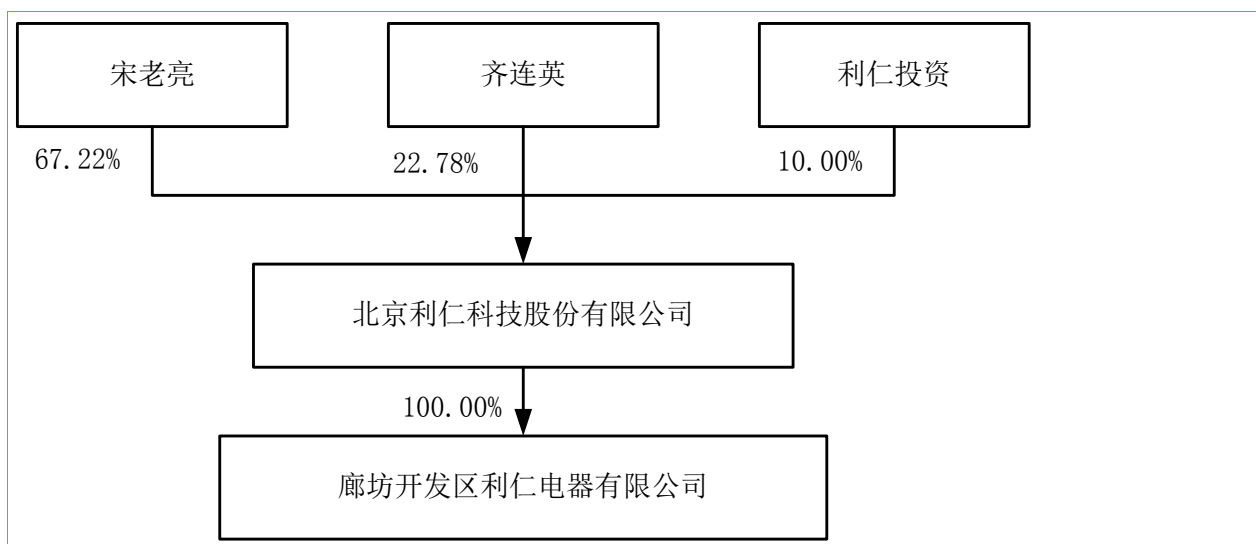 宋老亮
齐连英
利仁投资
67.22%
22.78%
10.00%
北京利仁科技股份有限公司
100.00%
廊坊开发区利仁电器有限公司